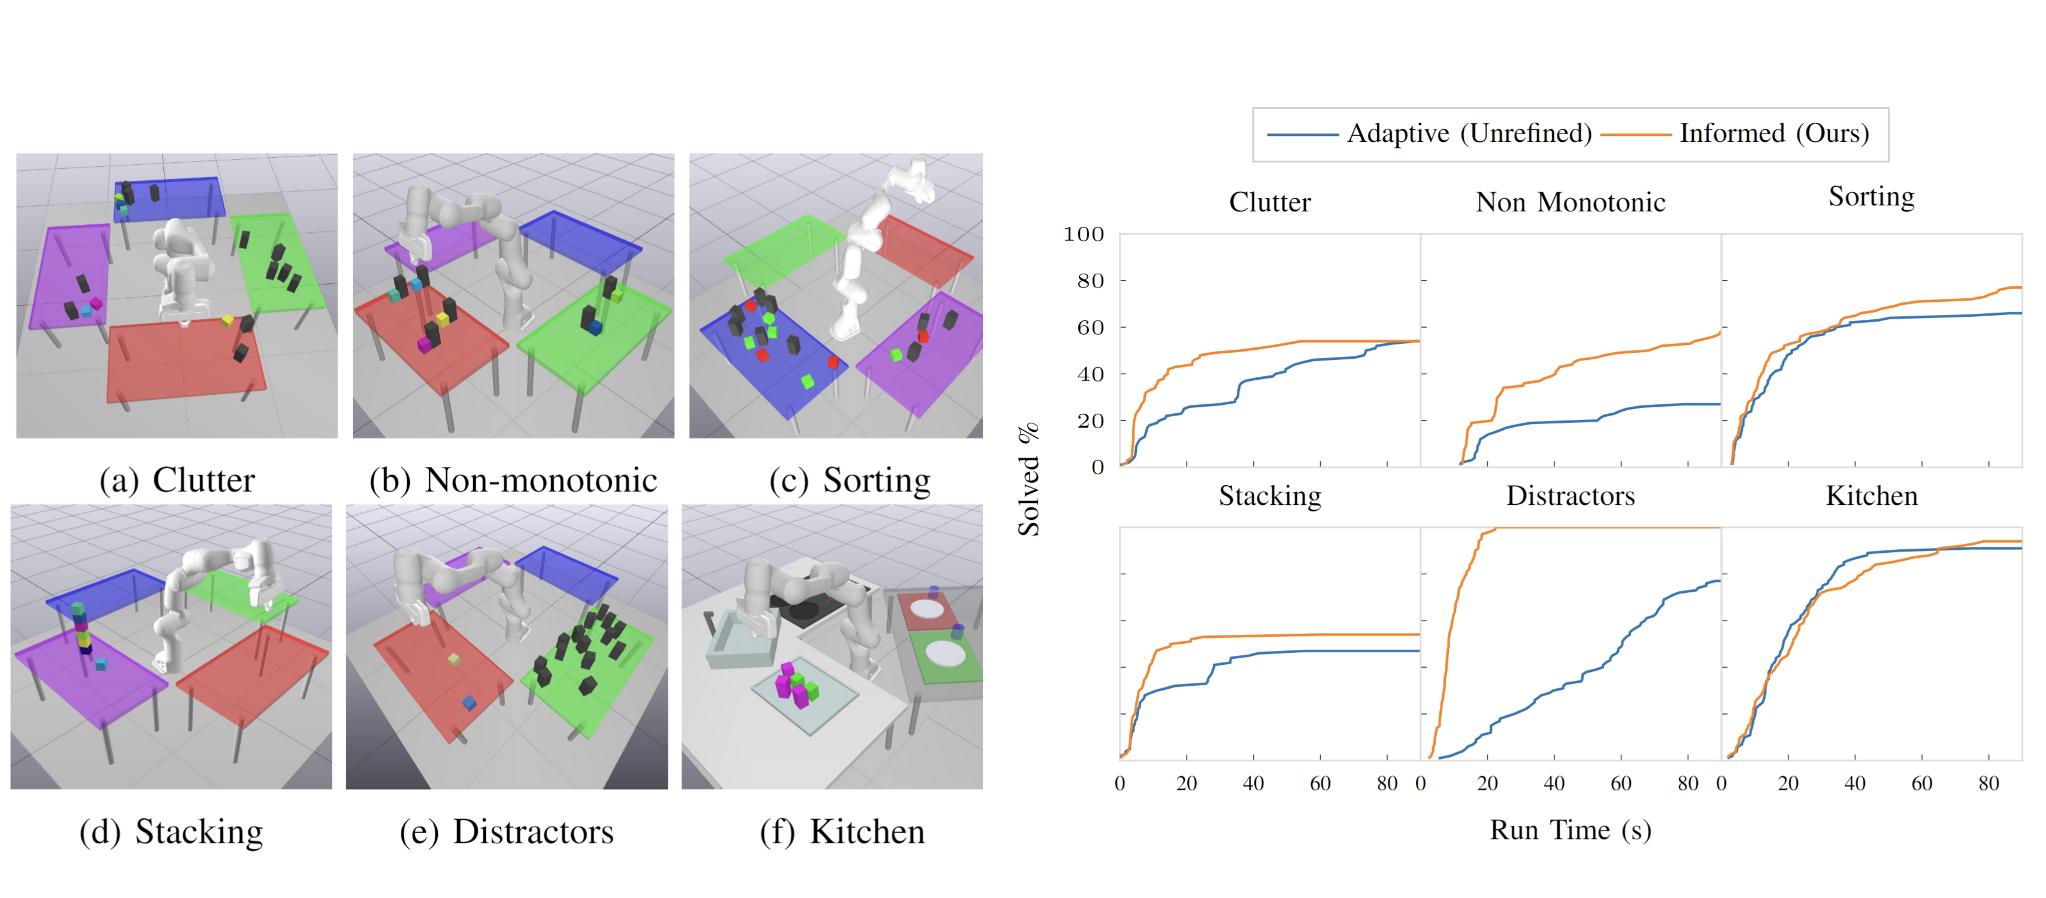 (a) Clutter
(b) Non-monotonic
(c) Sorting
(d) Stacking
(e) Distractors
(f) Kitchen
Adaptive (Unrefined)
Informed (Ours)
Clutter
Non Monotonic
Sorting
100
80
60
40
20
0
Solved %
Stacking
Distractors
Kitchen
0 20 40 60 80 0 20 40 60 80 0 20 40 60 80
Run Time (s)